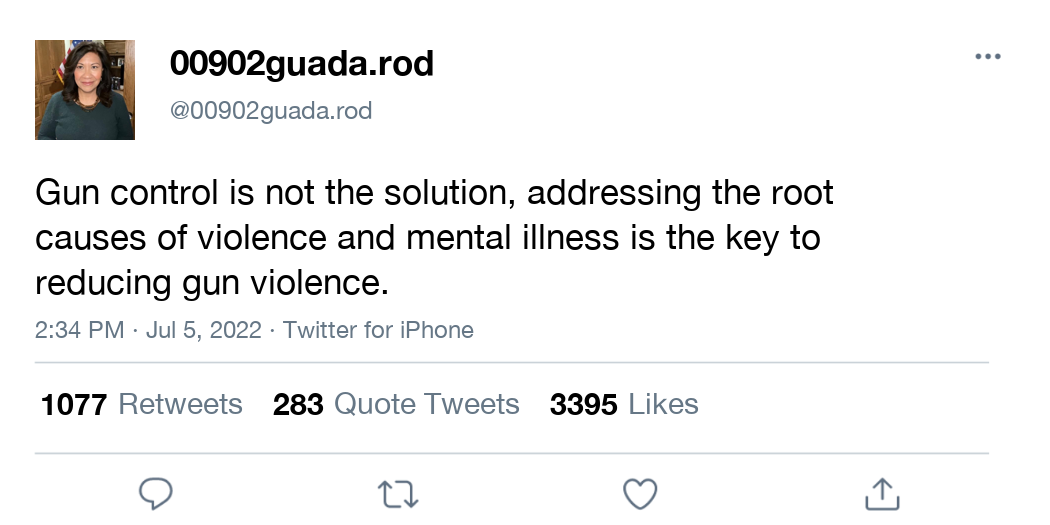 00902guada.rod
@00902guada.rod
Gun control is not the solution, addressing the root
causes of violence and mental illness is the key to
reducing gun violence.
2:34 PM · Jul 5, 2022 · Twitter for iPhone
1077 Retweets 283 Quote Tweets 3395 Likes